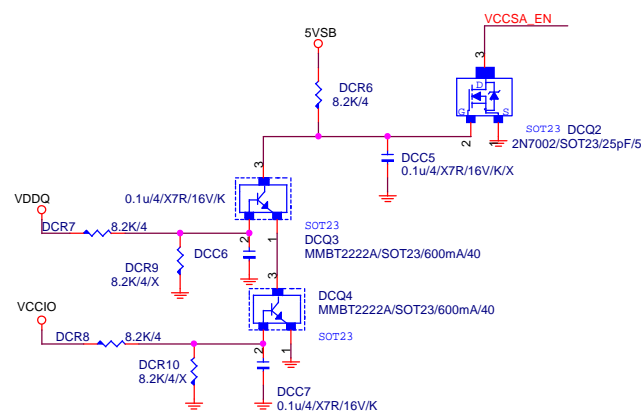 VCCSA_EN
5VSB
3
DCR6
8.2K/4
D
G
S
SOT23 DCQ2
2 1
2N7002/SOT23/25pF/5
3
DCC5
0.1u/4/X7R/16V/K/X
0.1u/4/X7R/16V/K
VDDQ
SOT23
DCR7 8.2K/4
DCC6
2 1
DCQ3
MMBT2222A/SOT23/600mA/40
DCR9
8.2K/4/X
3
DCQ4
MMBT2222A/SOT23/600mA/40
VCCIO
DCR8 8.2K/4
SOT23
2 1
DCR10
8.2K/4/X
DCC7
0.1u/4/X7R/16V/K